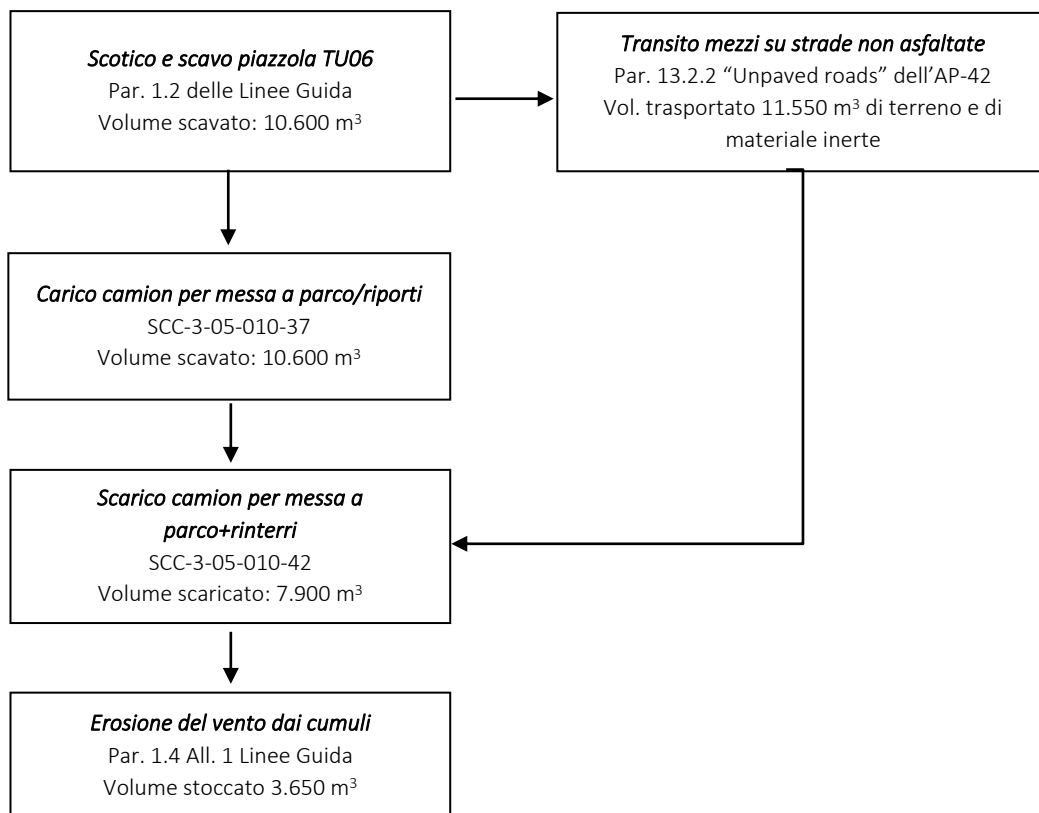 Scotico e scavo piazzola TU06
Par. 1.2 delle Linee Guida
Volume scavato: 10.600 m³
Transito mezzi su strade non asfaltate
Par. 13.2.2 “Unpaved roads” dell’AP-42
Vol. trasportato 11.550 m³ di terreno e di
materiale inerte
Carico camion per messa a parco/riporti
SCC-3-05-010-37
Volume scavato: 10.600 m³
Scarico camion per messa a
parco+rinterri
SCC-3-05-010-42
Volume scaricato: 7.900 m³
Erosione del vento dai cumuli
Par. 1.4 All. 1 Linee Guida
Volume stoccato 3.650 m³